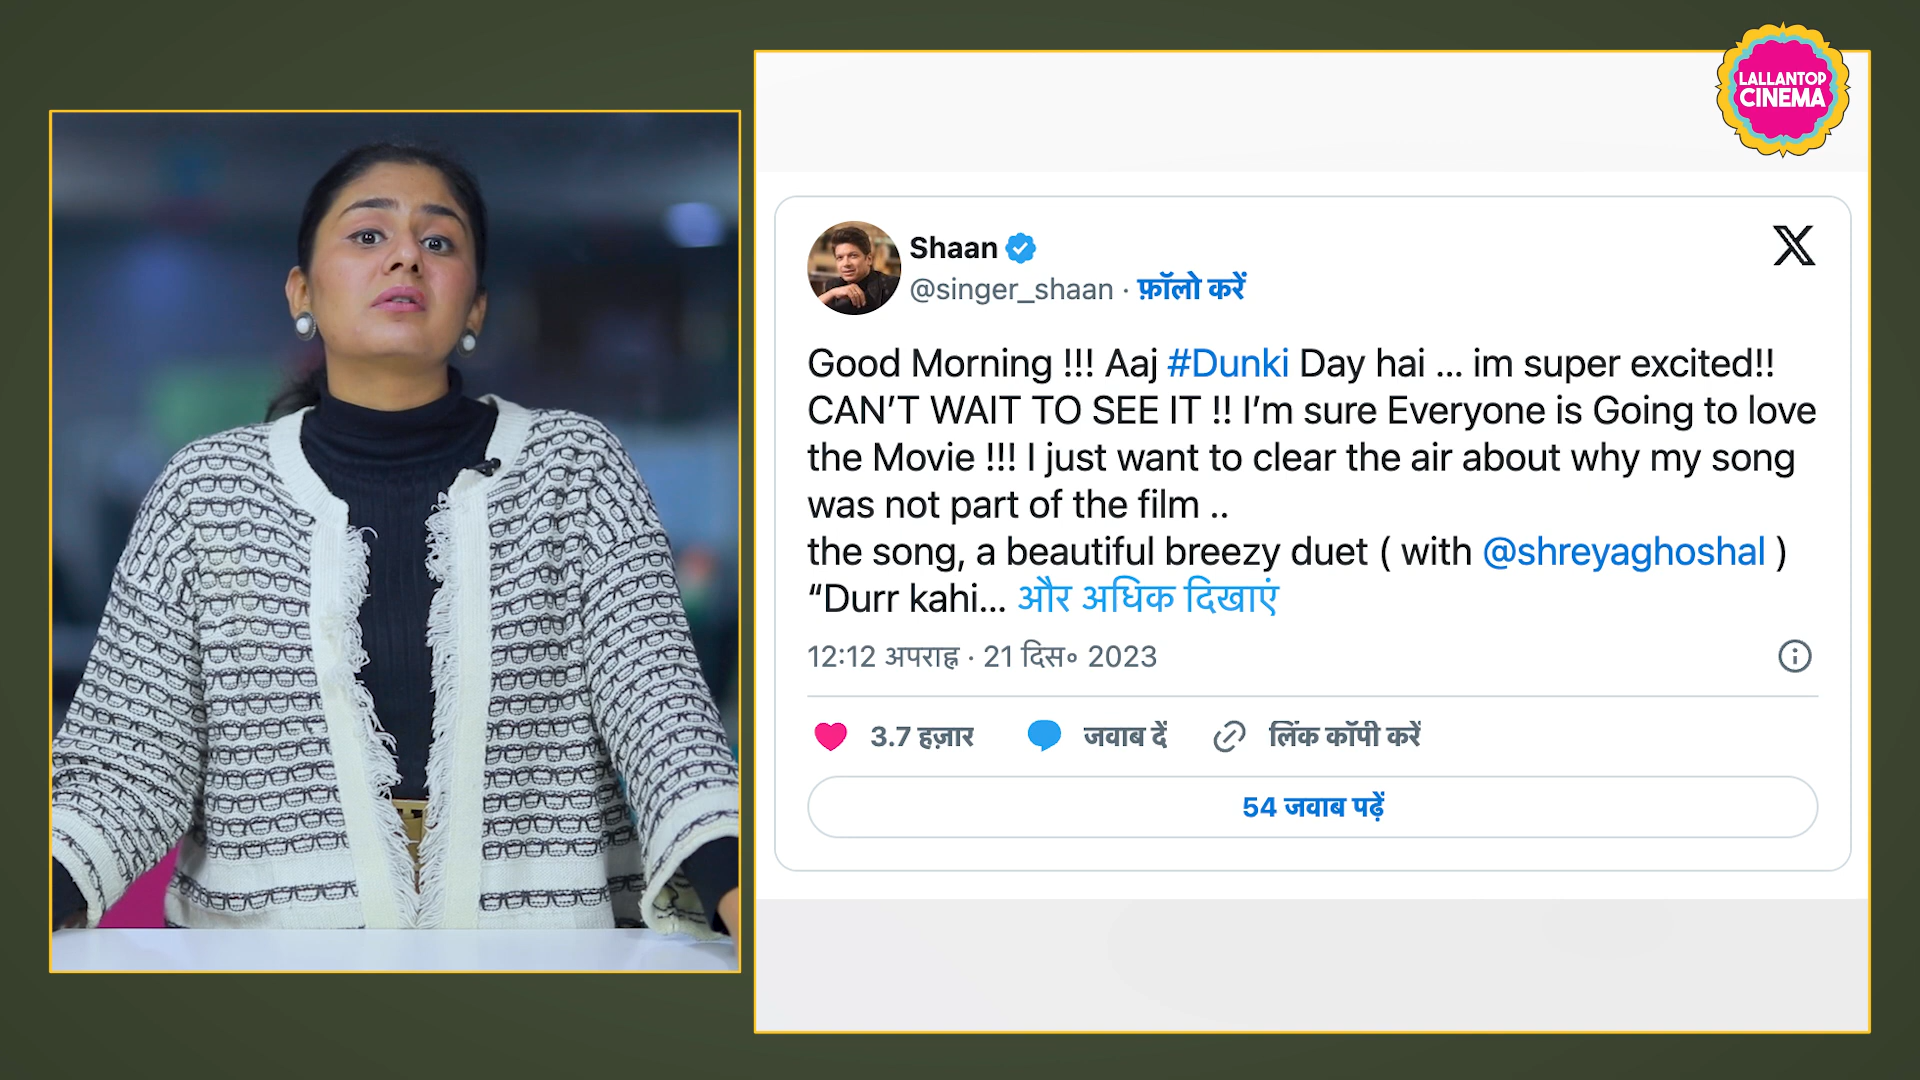 LALLANTOP
CINEMA
Shaan
@singer_shaan · फ़ॉलो करें
Good Morning !!! Aaj #Dunki Day hai ... im super excited!!
CAN'T WAIT TO SEE IT !! I'm sure Everyone is Going to love
the Movie !!! I just want to clear the air about why my song
was not part of the film ..
the song, a beautiful breezy duet ( with @shreyaghoshal )
“Durr kahi... और अधिक दिखाएं
12:12 अपराह्न · 21 दिस॰ 2023
3.7 हज़ार जवाब दें लिंक कॉपी करें
54 जवाब पढ़ें